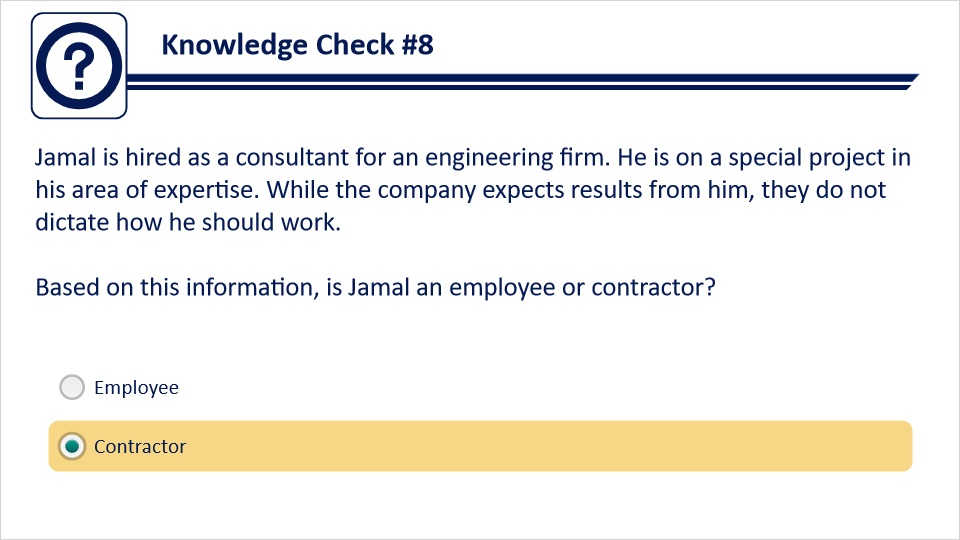 ?
Knowledge Check #8
Jamal is hired as a consultant for an engineering firm. He is on a special project in
his area of expertise. While the company expects results from him, they do not
dictate how he should work.
Based on this information, is Jamal an employee or contractor?
Employee
Contractor